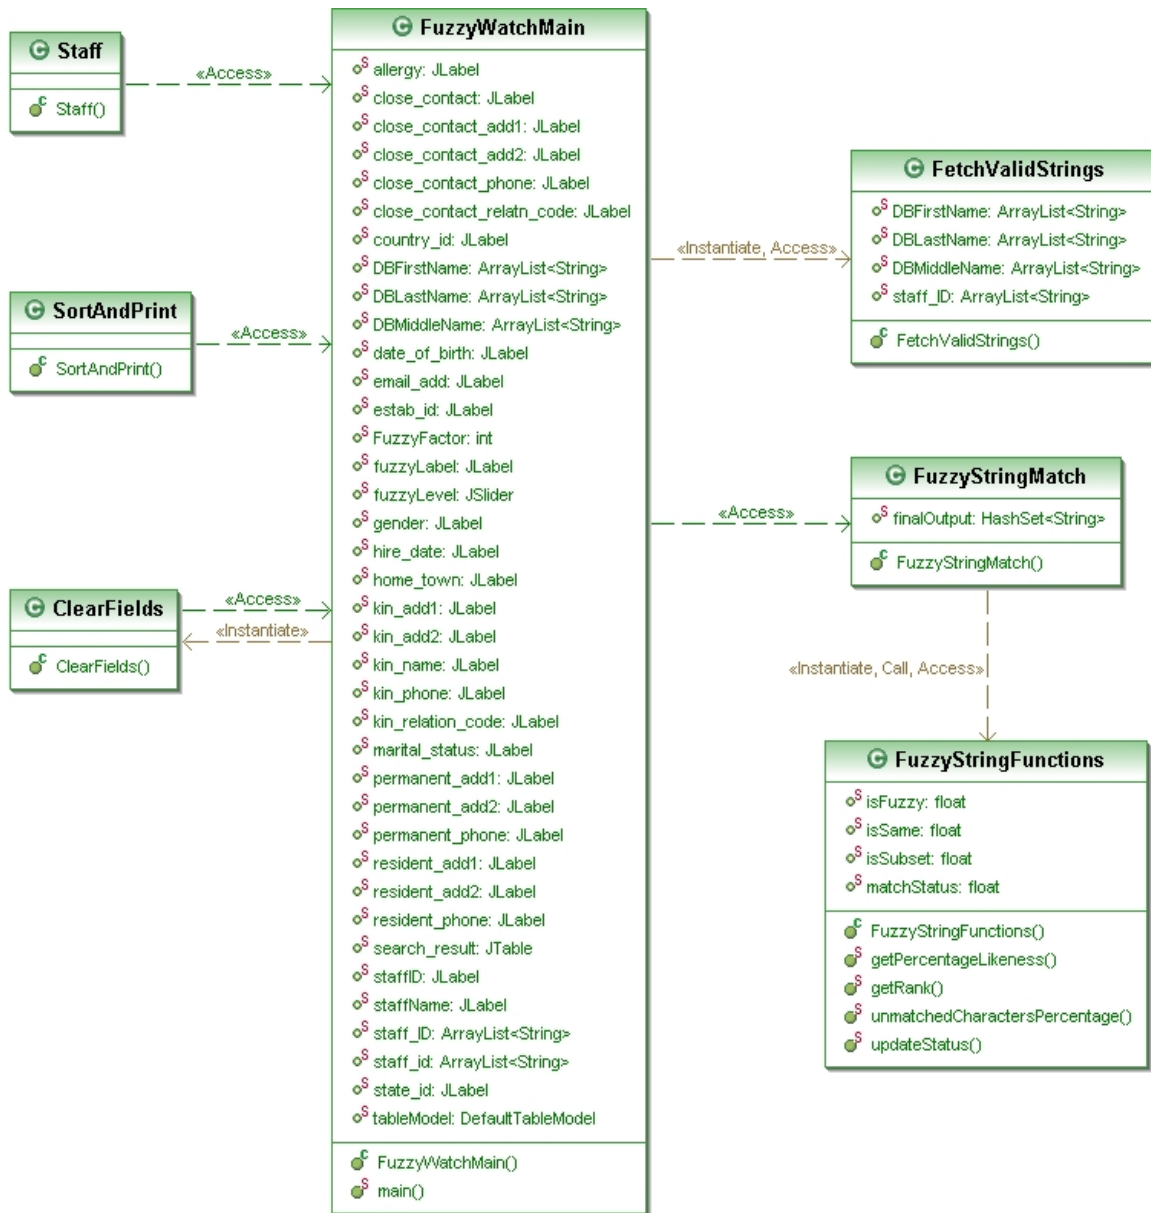 Staff
Staff()
«Access»
SortAndPrint
SortAndPrint()
«Access»
ClearFields
ClearFields()
«Access»
«Instantiate»
FuzzyWatchMain
allergy: JLabel
close_contact: JLabel
close_contact_add1: JLabel
close_contact_add2: JLabel
close_contact_phone: JLabel
close_contact_relatn_code: JLabel
country_id: JLabel
DBFirstName: ArrayList<String>
DBLastName: ArrayList<String>
DBMiddleName: ArrayList<String>
date_of_birth: JLabel
email_add: JLabel
estab_id: JLabel
FuzzyFactor: int
fuzzyLabel: JLabel
fuzzyLevel: JSlider
gender: JLabel
hire_date: JLabel
home_town: JLabel
kin_add1: JLabel
kin_add2: JLabel
kin_name: JLabel
kin_phone: JLabel
kin_relation_code: JLabel
marital_status: JLabel
permanent_add1: JLabel
permanent_add2: JLabel
permanent_phone: JLabel
resident_add1: JLabel
resident_add2: JLabel
resident_phone: JLabel
search_result: JTable
staffID: JLabel
staffName: JLabel
staff_ID: ArrayList<String>
staff_id: ArrayList<String>
state_id: JLabel
tableModel: DefaultTableModel
FuzzyWatchMain()
main()
«Instantiate, Access»
FetchValidStrings
DBFirstName: ArrayList<String>
DBLastName: ArrayList<String>
DBMiddleName: ArrayList<String>
staff_ID: ArrayList<String>
FetchValidStrings()
«Access»
FuzzyStringMatch
finalOutput: HashSet<String>
FuzzyStringMatch()
«Instantiate, Call, Access»
FuzzyStringFunctions
isFuzzy: float
isSame: float
isSubset: float
matchStatus: float
FuzzyStringFunctions()
getPercentageLikeness()
getRank()
unmatchedCharactersPercentage()
updateStatus()